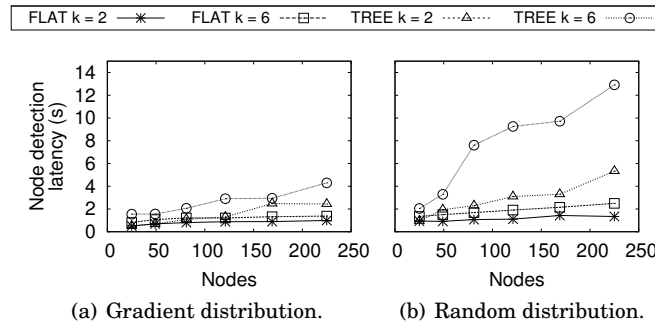 FLAT k = 2 FLAT k = 6 TREE k = 2 TREE k = 6
Node detection
latency (s)
14
12
10
8
6
4
2
0
0 50 100 150 200 250
Nodes
(a) Gradient distribution.
0 50 100 150 200 250
Nodes
(b) Random distribution.